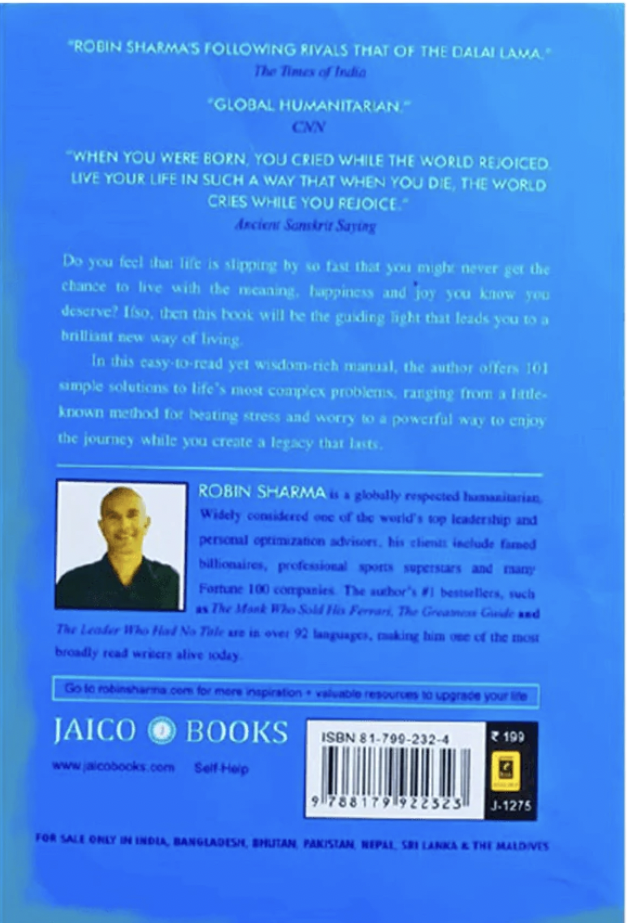 "ROBIN SHARMA'S FOLLOWING RIVALS THAT OF THE DALAI LAMA."
The Times of India
"GLOBAL HUMANITARIAN."
CNN
"WHEN YOU WERE BORN, YOU CRIED WHILE THE WORLD REJOICED.
LIVE YOUR LIFE IN SUCH A WAY THAT WHEN YOU DIE, THE WORLD
CRIES WHILE YOU REJOICE."
Ancient Sanskrit Saying
Do you feel that life is slipping by so fast that you might never get the
chance to live with the meaning, happiness and joy you know you
deserve? If so, then this book will be the guiding light that leads you to a
brilliant new way of living.
In this easy-to-read yet wisdom-rich manual, the author offers 101
simple solutions to life's most complex problems, ranging from a little-
known method for beating stress and worry to a powerful way to enjoy
the journey while you create a legacy that lasts.
ROBIN SHARMA is a globally respected humanitarian.
Widely considered one of the world's top leadership and
personal optimization advisors, his clients include famed
billionaires, professional sports superstars and many
Fortune 100 companies. The author's #1 bestsellers, such
as The Monk Who Sold His Ferrari, The Greatness Guide and
The Leader Who Had No Title are in over 92 languages, making him one of the most
broadly read writers alive today.
Go to robinsharma.com for more inspiration + valuable resources to upgrade your life
JAICO J BOOKS
www.jaicobooks.com Self-Help
ISBN 81-799-232-4
₹ 199
9 788179 922323
J-1275
FOR SALE ONLY IN INDIA, BANGLADESH, BHUTAN, PAKISTAN, NEPAL, SRI LANKA & THE MALDIVES